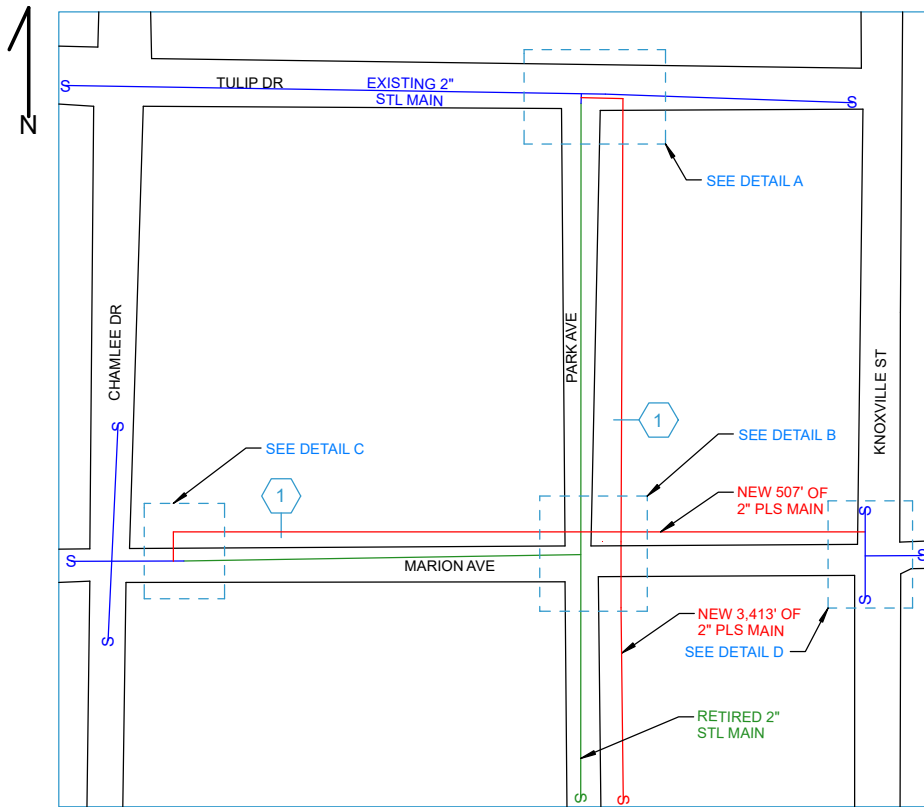 N
TULIP DR
EXISTING 2"
STL MAIN
S
S
SEE DETAIL A
CHAMLEE DR
PARK AVE
KNOXVILLE ST
1
S
SEE DETAIL C
SEE DETAIL B
1
NEW 507' OF
2" PLS MAIN
S
S
MARION AVE
S
S
NEW 3,413' OF
2" PLS MAIN
S
SEE DETAIL D
RETIRED 2"
STL MAIN
S
S